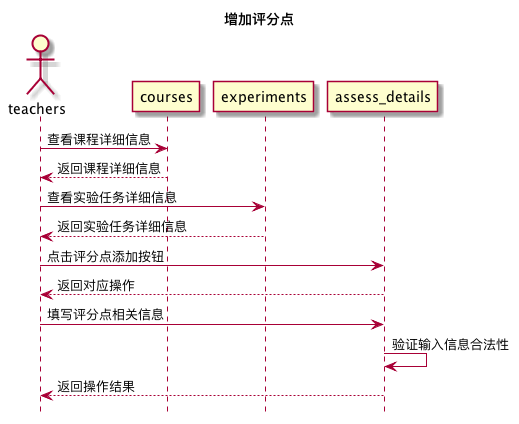 增加评分点
teachers
courses
experiments
assess_details
查看课程详细信息
返回课程详细信息
查看实验任务详细信息
返回实验任务详细信息
点击评分点添加按钮
返回对应操作
填写评分点相关信息
验证输入信息合法性
返回操作结果